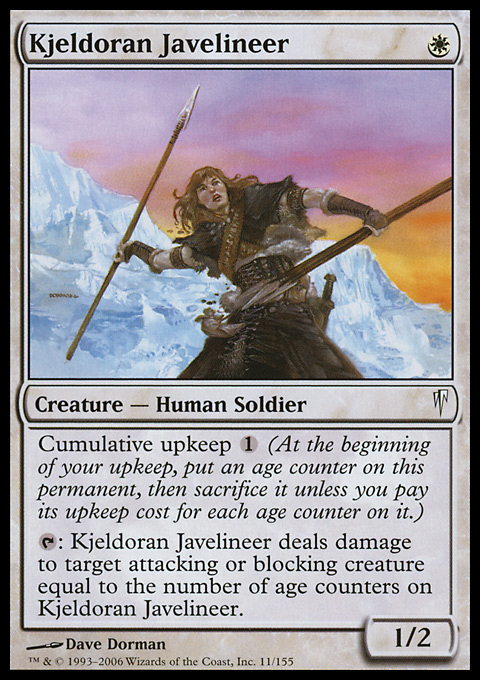 Kjeldoran Javelineer
DORMAN
Creature — Human Soldier
Cumulative upkeep 1 (At the beginning
of your upkeep, put an age counter on this
permanent, then sacrifice it unless you pay
its upkeep cost for each age counter on it.)
: Kjeldoran Javelineer deals damage
to target attacking or blocking creature
equal to the number of age counters on
Kjeldoran Javelineer.
Dave Dorman
1/2
™ & © 1993–2006 Wizards of the Coast, Inc. 11/155